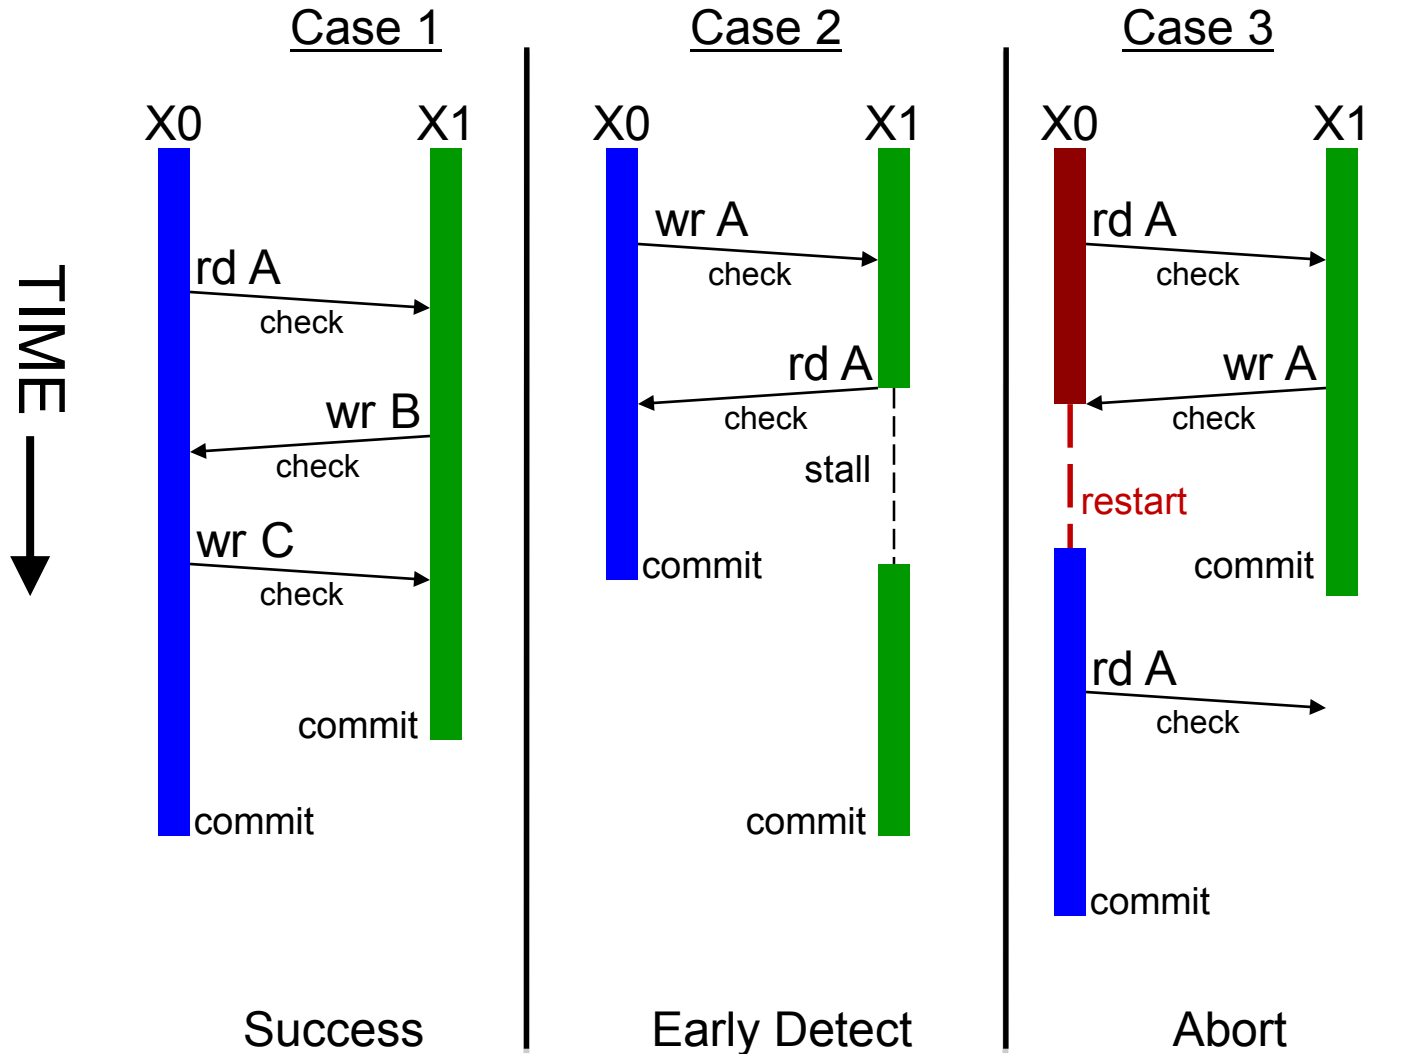 Case 1
Case 2
Case 3
TIME
X0
X1
rd A
check
wr B
check
wr C
check
commit
commit
Success
X0
X1
wr A
check
rd A
check
stall
commit
commit
Early Detect
X0
X1
rd A
check
wr A
check
restart
commit
rd A
check
commit
Abort